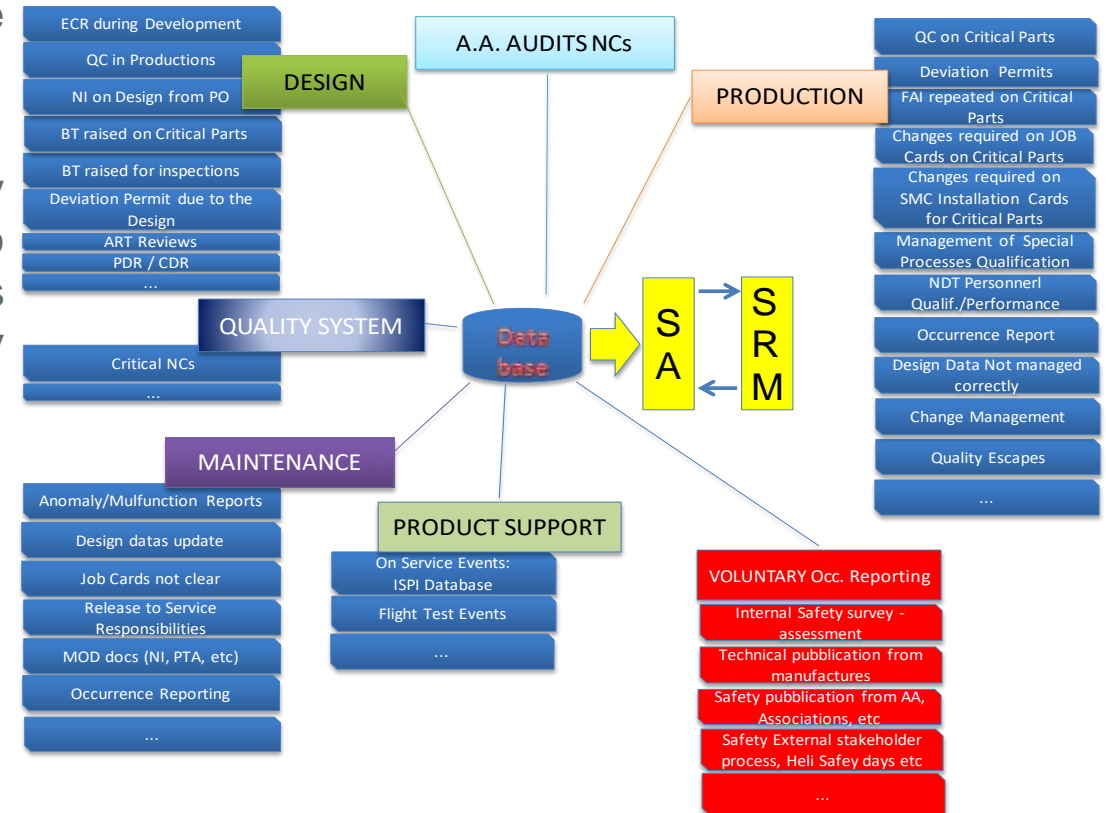 A.A. AUDITS NCs
DESIGN
ECR during Development
QC in Productions
NI on Design from PO
BT raised on Critical Parts
BT raised for inspections
Deviation Permit due to the
Design
ART Reviews
PDR / CDR
...
PRODUCTION
QC on Critical Parts
Deviation Permits
FAI repeated on Critical
Parts
Changes required on JOB
Cards on Critical Parts
Changes required on
SMC Installation Cards
for Critical Parts
Management of Special
Processes Qualification
NDT Personnerl
Qualif./Performance
Occurrence Report
Design Data Not managed
correctly
Change Management
Quality Escapes
...
QUALITY SYSTEM
Critical NCs
...
Data
base
S
A
S
R
M
MAINTENANCE
Anomaly/Mulfunction Reports
Design datas update
Job Cards not clear
Release to Service
Responsibilities
MOD docs (NI, PTA, etc)
Occurrence Reporting
...
PRODUCT SUPPORT
On Service Events:
ISPI Database
Flight Test Events
...
VOLUNTARY Occ. Reporting
Internal Safety survey -
assessment
Technical pubblication from
manufactures
Safety pubblication from AA,
Associations, etc
Safety External stakeholder
process, Heli Safey days etc
...